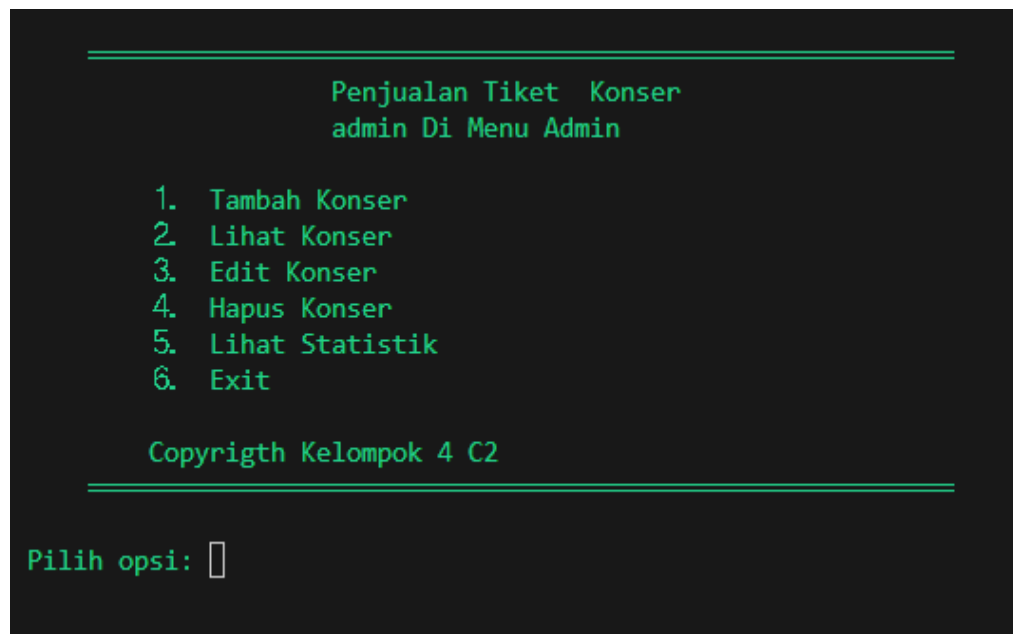 Penjualan Tiket  Konser
admin Di Menu Admin
1.  Tambah Konser
2.  Lihat Konser
3.  Edit Konser
4.  Hapus Konser
5.  Lihat Statistik
6.  Exit
Copyrigth Kelompok 4 C2
Pilih opsi: